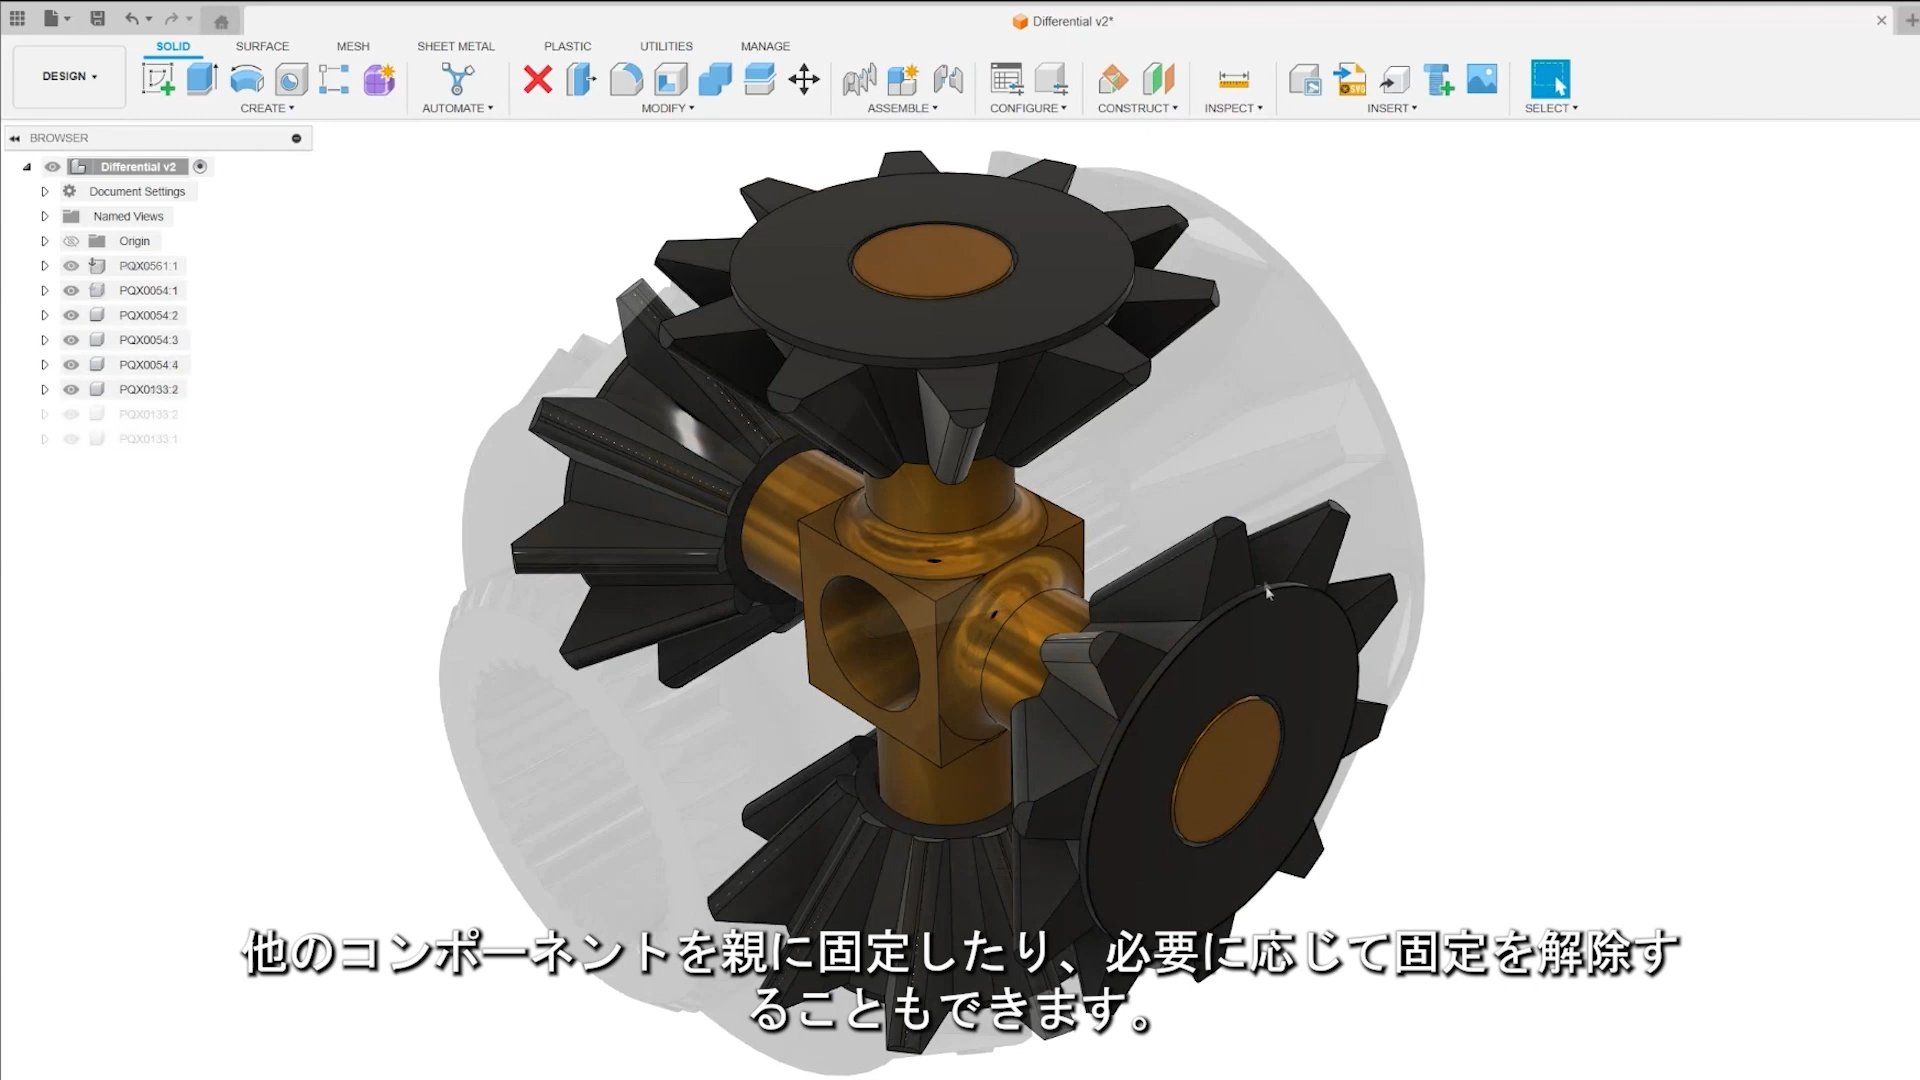 Differential v2*
SOLID SURFACE MESH SHEET METAL PLASTIC UTILITIES MANAGE
DESIGN
CREATE AUTOMATE MODIFY ASSEMBLE CONFIGURE CONSTRUCT INSPECT INSERT SELECT
BROWSER
Differential v2
Document Settings
Named Views
Origin
PQX0561:1
PQX0054:1
PQX0054:2
PQX0054:3
PQX0054:4
PQX0133:2
PQX0133:2
PQX0133:1
他のコンポーネントを親に固定したり、必要に応じて固定を解除す
ることもできます。